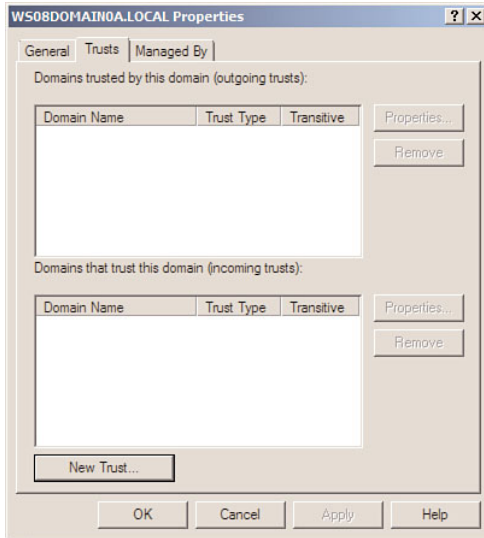 WS08DOMAIN0A.LOCAL Properties ? X
General Trusts Managed By
Domains trusted by this domain (outgoing trusts):
Domain Name Trust Type Transitive Properties...
Remove
Domains that trust this domain (incoming trusts):
Domain Name Trust Type Transitive Properties...
Remove
New Trust...
OK Cancel Apply Help